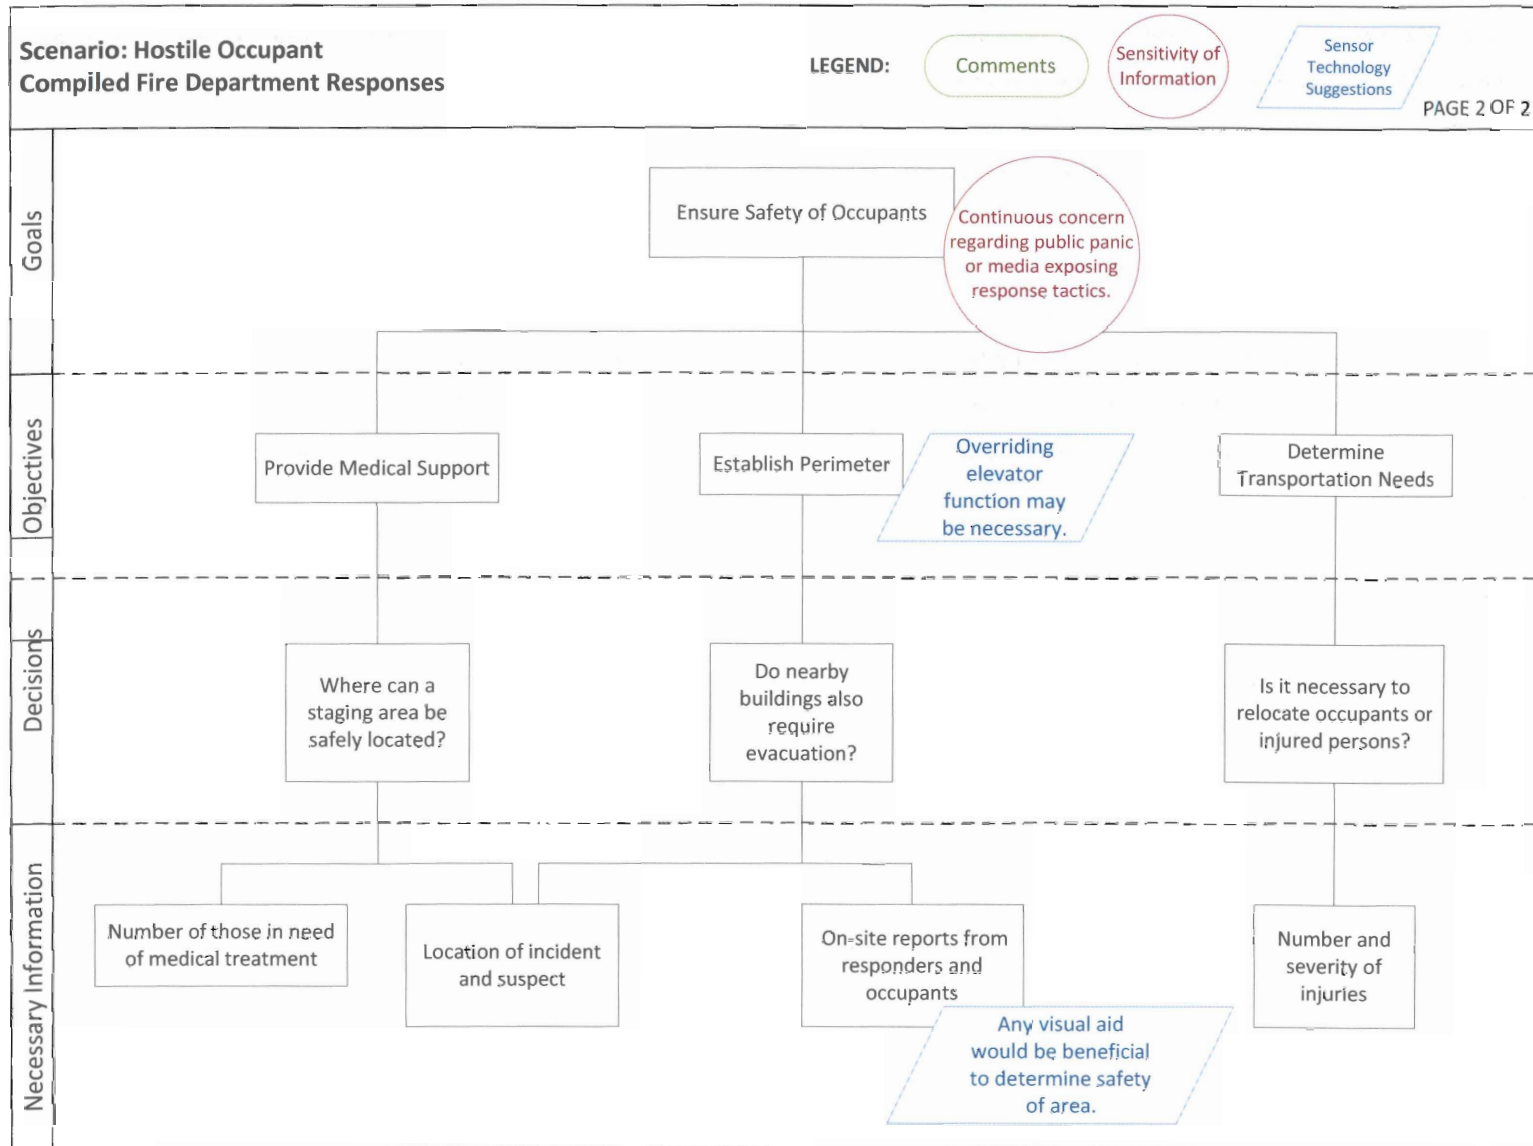 Scenario: Hostile Occupant
Compiled Fire Department Responses
LEGEND:
Comments
Sensitivity of
Information
Sensor
Technology
Suggestions
PAGE 2 OF 2
Goals
Ensure Safety of Occupants
Continuous concern
regarding public panic
or media exposing
response tactics.
Objectives
Provide Medical Support
Establish Perimeter
Overriding
elevator
function may
be necessary.
Determine
Transportation Needs
Decisions
Where can a
staging area be
safely located?
Do nearby
buildings also
require
evacuation?
Is it necessary to
relocate occupants or
injured persons?
Necessary Information
Number of those in need
of medical treatment
Location of incident
and suspect
On-site reports from
responders and
occupants
Any visual aid
would be beneficial
to determine safety
of area.
Number and
severity of
injuries